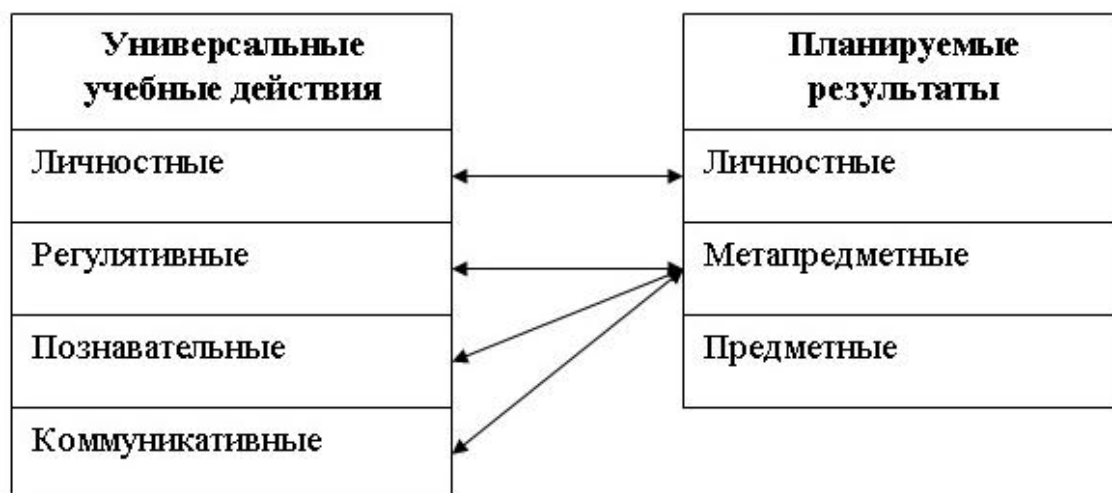 Универсальные
учебные действия
Личностные
Регулятивные
Познавательные
Коммуникативные
Планируемые
результаты
Личностные
Метапредметные
Предметные